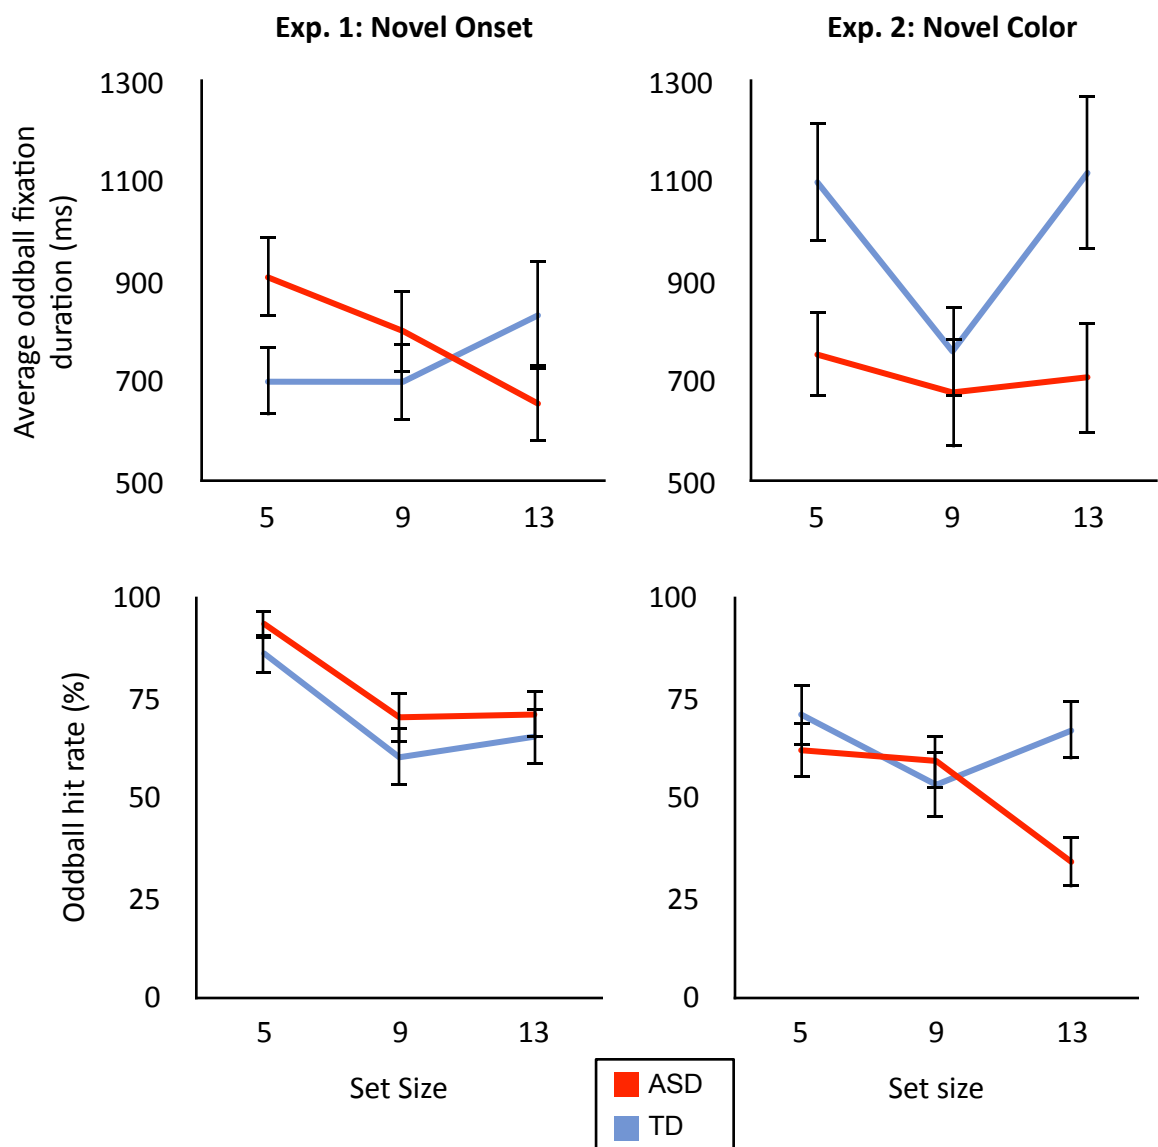 Exp. 1: Novel Onset
Exp. 2: Novel Color
Average oddball fixation
duration (ms)
1300
1100
900
700
500
5 9 13
1300
1100
900
700
500
5 9 13
Oddball hit rate (%)
100
75
50
25
0
5 9 13
Set Size
100
75
50
25
0
5 9 13
Set size
ASD
TD